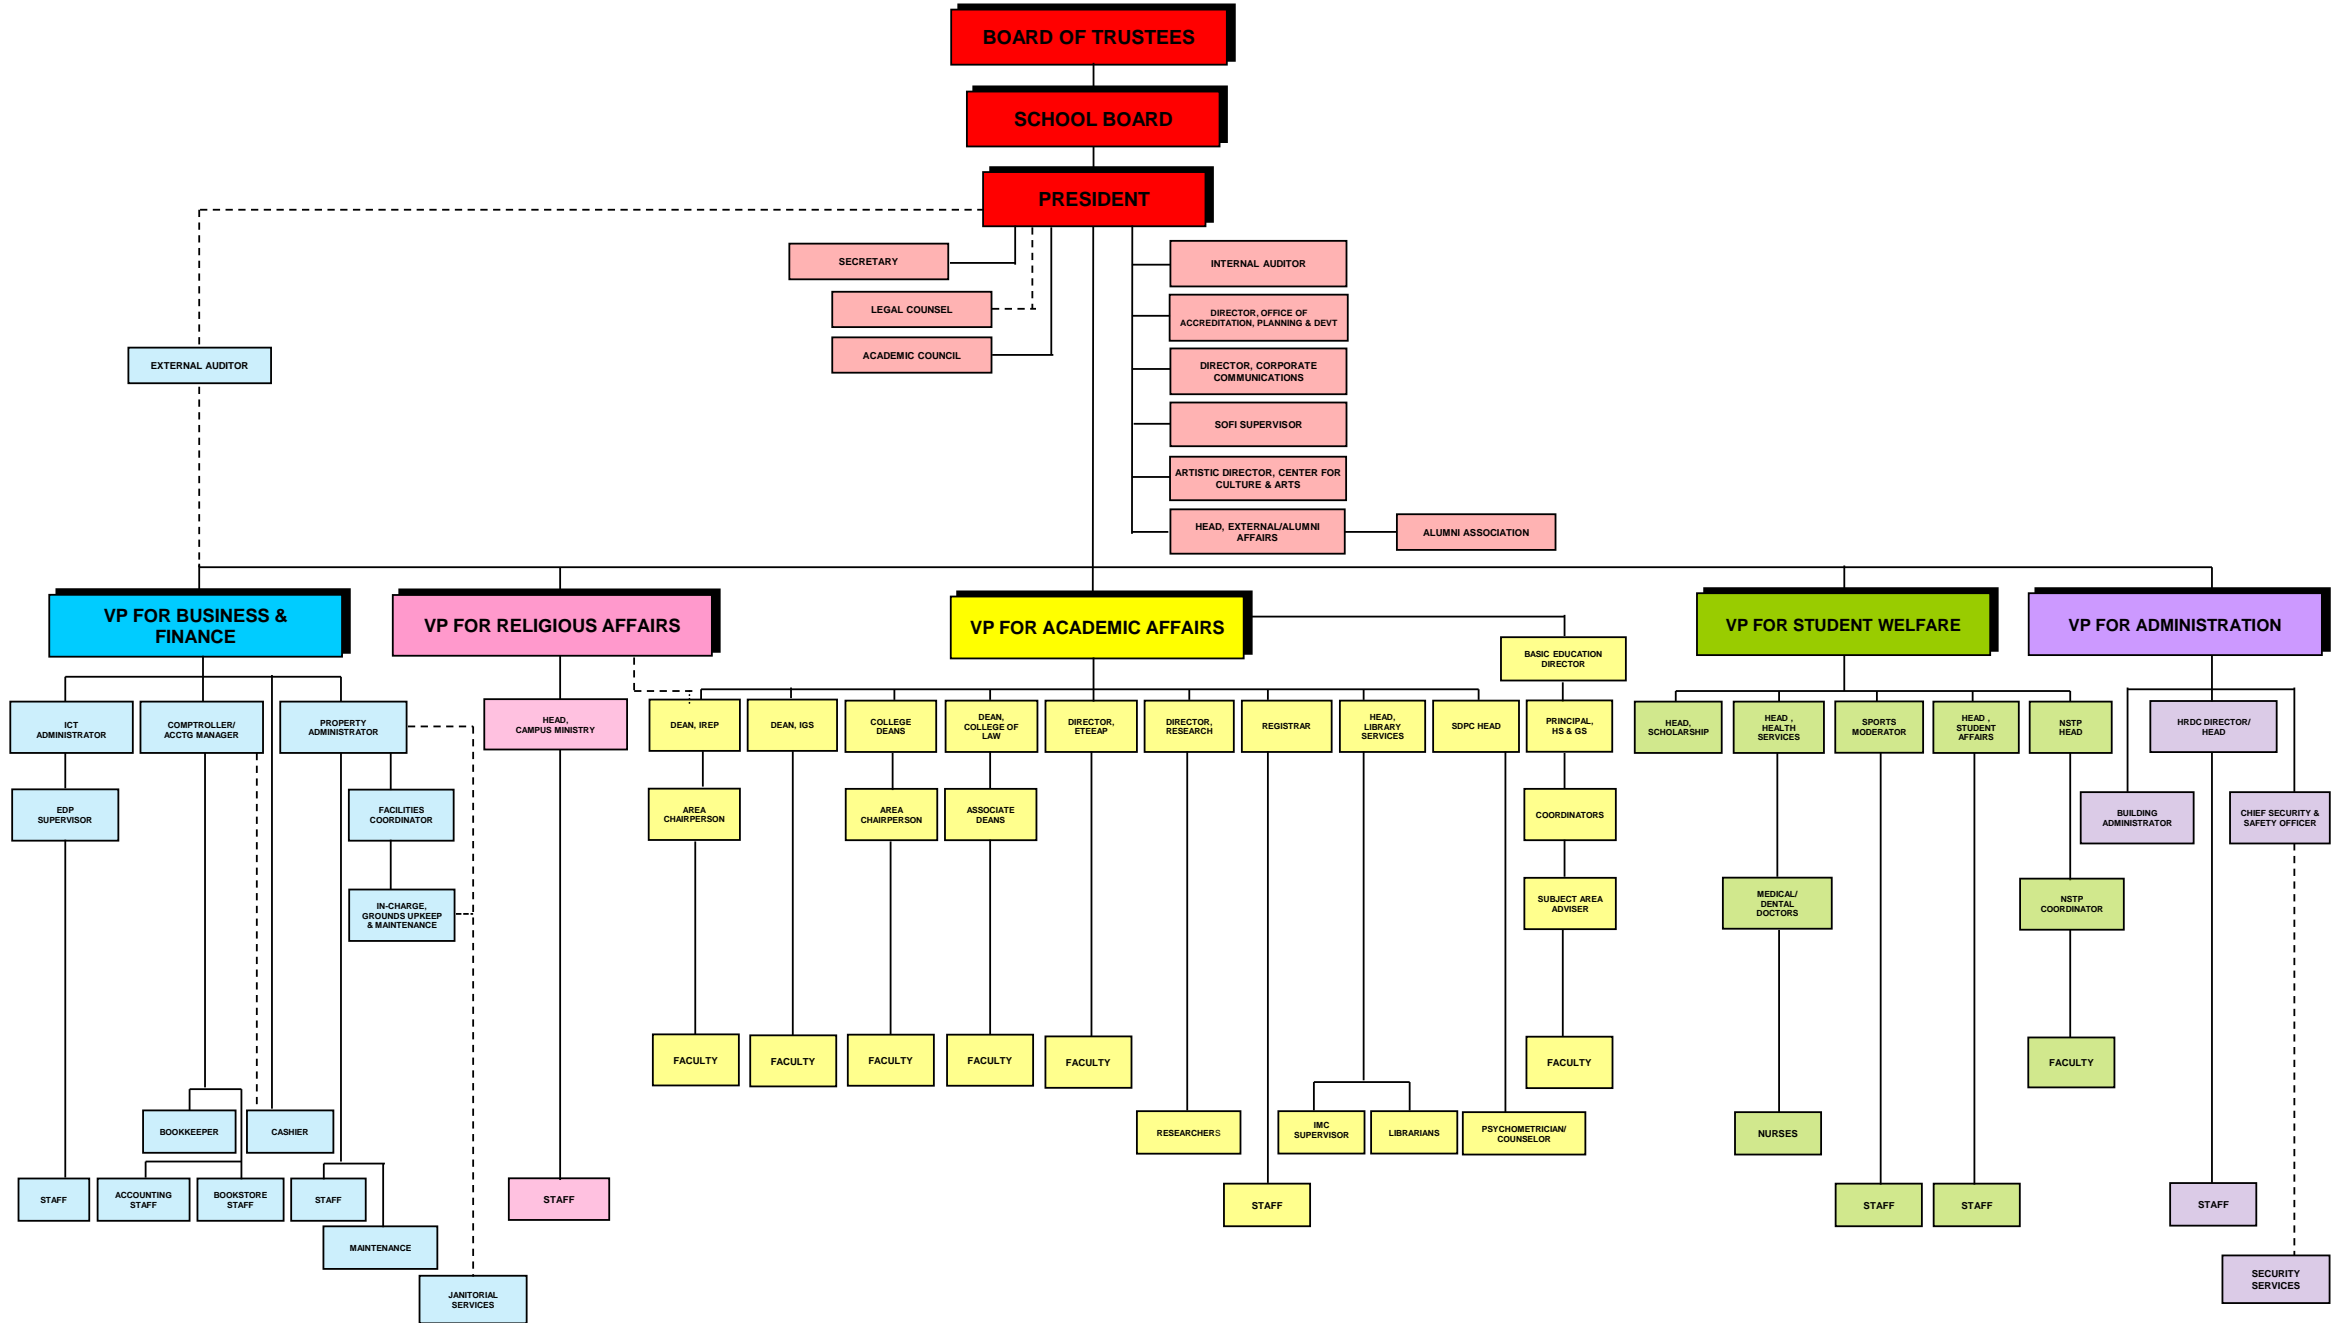 BOARD OF TRUSTEES
SCHOOL BOARD
PRESIDENT
SECRETARY
LEGAL COUNSEL
ACADEMIC COUNCIL
INTERNAL AUDITOR
DIRECTOR, OFFICE OF
ACCREDITATION, PLANNING & DEVT
DIRECTOR, CORPORATE
COMMUNICATIONS
SOFI SUPERVISOR
ARTISTIC DIRECTOR, CENTER FOR
CULTURE & ARTS
HEAD, EXTERNAL/ALUMNI
AFFAIRS
ALUMNI ASSOCIATION
EXTERNAL AUDITOR
VP FOR BUSINESS &
FINANCE
VP FOR RELIGIOUS AFFAIRS
VP FOR ACADEMIC AFFAIRS
VP FOR STUDENT WELFARE
VP FOR ADMINISTRATION
BASIC EDUCATION
DIRECTOR
ICT
ADMINISTRATOR
COMPTROLLER/
ACCTG MANAGER
PROPERTY
ADMINISTRATOR
HEAD,
CAMPUS MINISTRY
DEAN, IREP
DEAN, IGS
COLLEGE
DEANS
DEAN,
COLLEGE OF
LAW
DIRECTOR,
ETEEAP
DIRECTOR,
RESEARCH
REGISTRAR
HEAD,
LIBRARY
SERVICES
SDPC HEAD
PRINCIPAL,
HS & GS
HEAD,
SCHOLARSHIP
HEAD ,
HEALTH
SERVICES
SPORTS
MODERATOR
HEAD ,
STUDENT
AFFAIRS
NSTP
HEAD
HRDC DIRECTOR/
HEAD
EDP
SUPERVISOR
FACILITIES
COORDINATOR
AREA
CHAIRPERSON
AREA
CHAIRPERSON
ASSOCIATE
DEANS
COORDINATORS
BUILDING
ADMINISTRATOR
CHIEF SECURITY &
SAFETY OFFICER
IN-CHARGE,
GROUNDS UPKEEP
& MAINTENANCE
SUBJECT AREA
ADVISER
MEDICAL/
DENTAL
DOCTORS
NSTP
COORDINATOR
FACULTY
FACULTY
FACULTY
FACULTY
FACULTY
FACULTY
FACULTY
BOOKKEEPER
CASHIER
RESEARCHERS
IMC
SUPERVISOR
LIBRARIANS
PSYCHOMETRICIAN/
COUNSELOR
NURSES
STAFF
ACCOUNTING
STAFF
BOOKSTORE
STAFF
STAFF
STAFF
STAFF
STAFF
STAFF
STAFF
MAINTENANCE
JANITORIAL
SERVICES
SECURITY
SERVICES